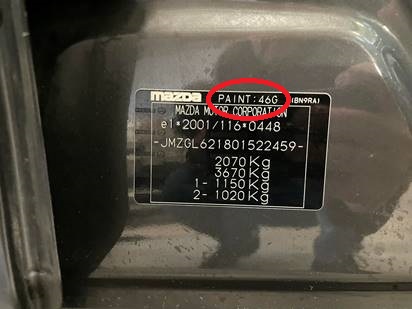 mazda PAINT:46G (BN9RA)
MAZDA MOTOR CORPORATION
e1*2001/116*0448
-JMZGL621801522459-
2070Kg
3670Kg
1- 1150Kg
2- 1020Kg